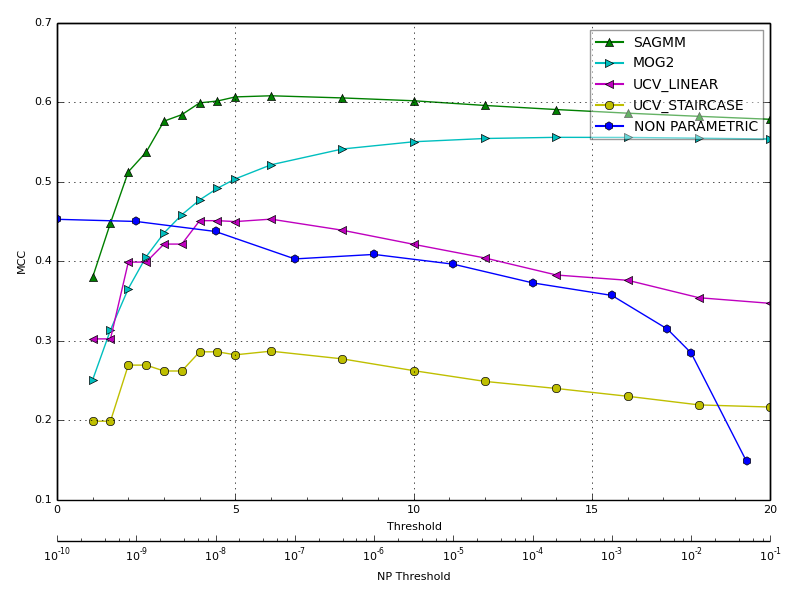 0.7
0.6
0.5
0.4
0.3
0.2
0.1
MCC
SAGMM
MOG2
UCV_LINEAR
UCV_STAIRCASE
NON PARAMETRIC
0 5 10 15 20
Threshold
10^-10 10^-9 10^-8 10^-7 10^-6 10^-5 10^-4 10^-3 10^-2 10^-1
NP Threshold